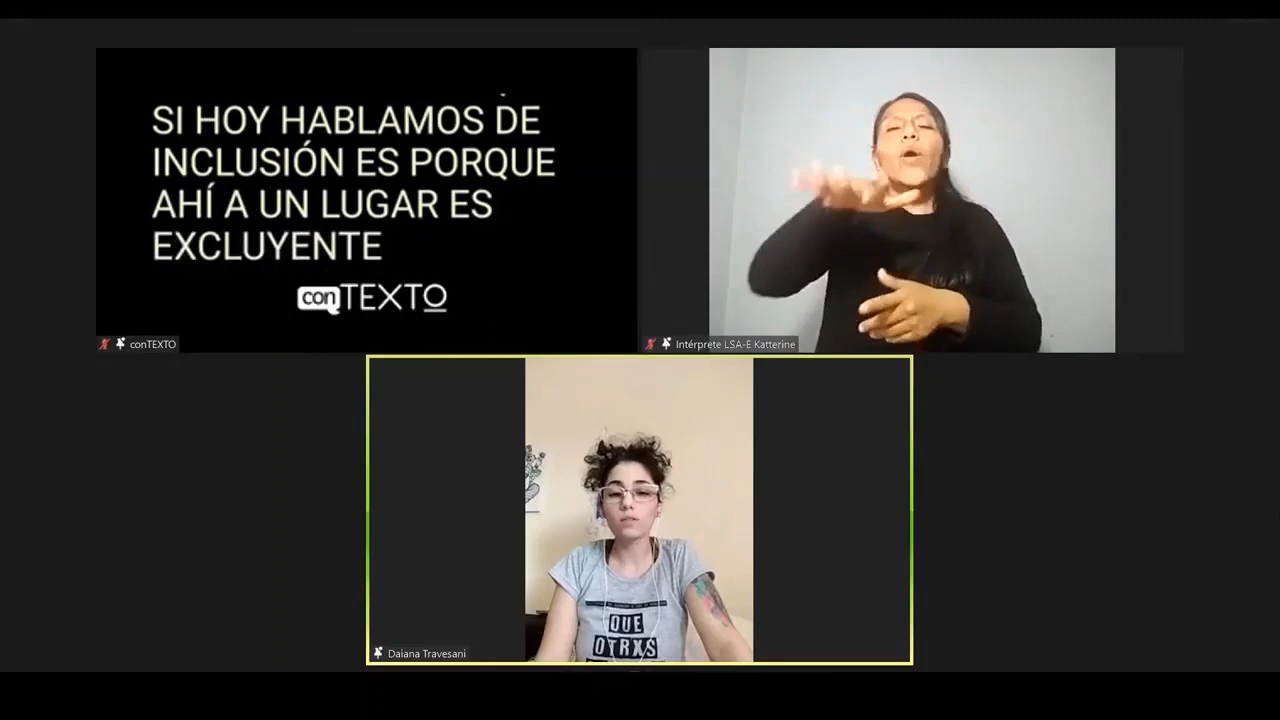 SI HOY HABLAMOS DE
INCLUSIÓN ES PORQUE
AHÍ A UN LUGAR ES
EXCLUYENTE
conTEXTO
conTEXTO
Intérprete LSA-E Katterine
QUE
OTRXS
Daiana Travesani